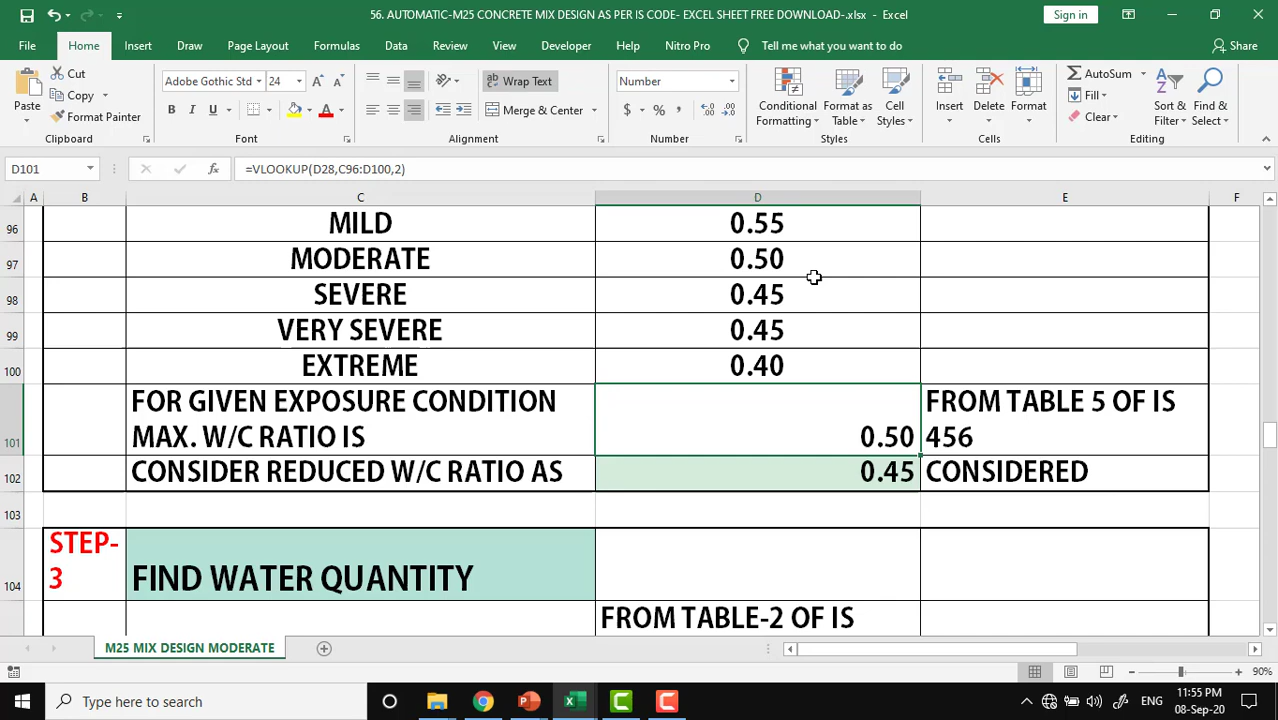 56. AUTOMATIC-M25 CONCRETE MIX DESIGN AS PER IS CODE- EXCEL SHEET FREE DOWNLOAD-.xlsx - Excel
Sign in
File Home Insert Draw Page Layout Formulas Data Review View Developer Help Nitro Pro Tell me what you want to do Share
Paste
Cut
Copy
Format Painter
Clipboard
Adobe Gothic Std 24
B I U
Font
Wrap Text
Merge & Center
Alignment
Number
$ % ,
Number
Conditional Formatting
Format as Table
Cell Styles
Styles
Insert Delete Format
Cells
AutoSum
Fill
Clear
Sort & Filter
Find & Select
Editing
D101 fx =VLOOKUP(D28,C96:D100,2)
A B C D E F
96 MILD 0.55
97 MODERATE 0.50
98 SEVERE 0.45
99 VERY SEVERE 0.45
100 EXTREME 0.40
101 FOR GIVEN EXPOSURE CONDITION MAX. W/C RATIO IS 0.50 FROM TABLE 5 OF IS 456
102 CONSIDER REDUCED W/C RATIO AS 0.45 CONSIDERED
103
104 STEP-3 FIND WATER QUANTITY
FROM TABLE-2 OF IS
M25 MIX DESIGN MODERATE
90%
Type here to search
ENG
11:55 PM
08-Sep-20